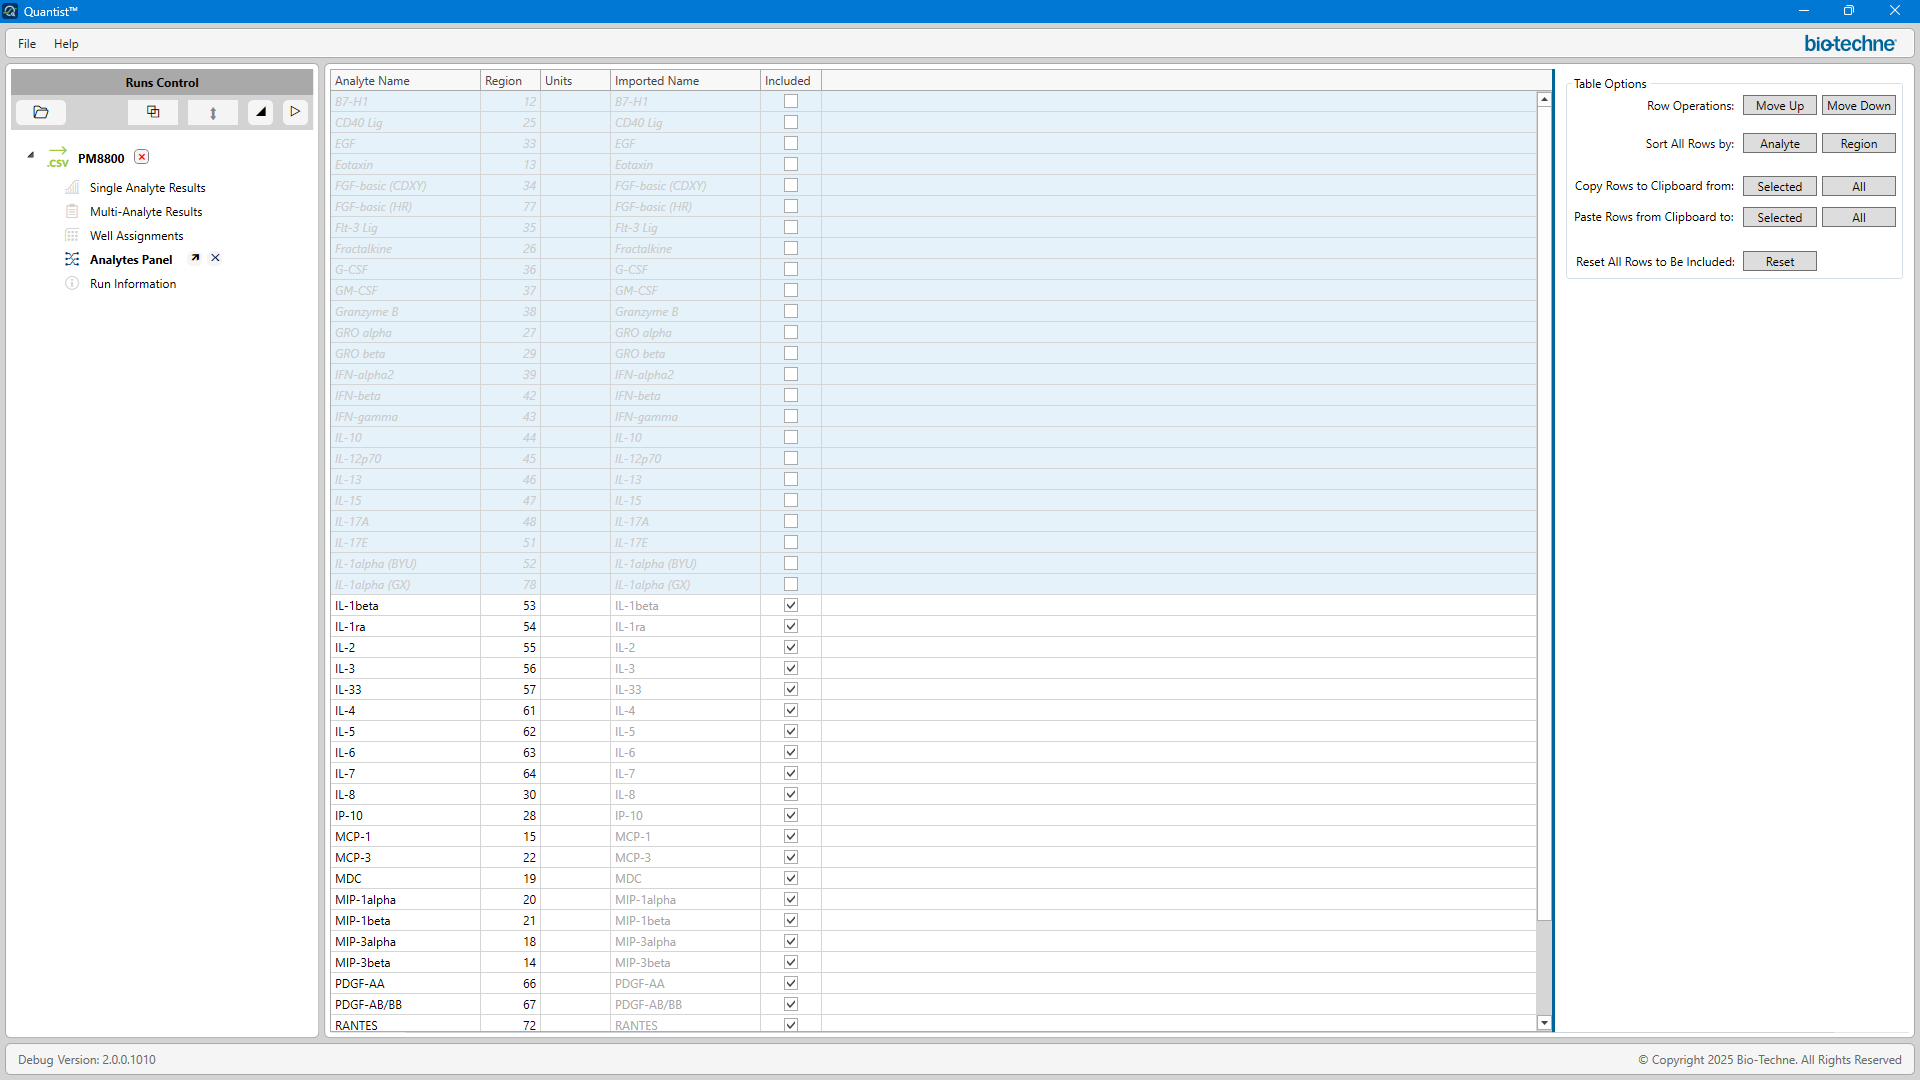 Quantist™
File Help
bio-techne
Runs Control
PM8800
.CSV
Single Analyte Results
Multi-Analyte Results
Well Assignments
Analytes Panel
Run Information
Analyte Name Region Units Imported Name Included
B7-H1 12 B7-H1
CD40 Lig 25 CD40 Lig
EGF 33 EGF
Eotaxin 13 Eotaxin
FGF-basic (CDXY) 34 FGF-basic (CDXY)
FGF-basic (HR) 77 FGF-basic (HR)
Flt-3 Lig 35 Flt-3 Lig
Fractalkine 26 Fractalkine
G-CSF 36 G-CSF
GM-CSF 37 GM-CSF
Granzyme B 38 Granzyme B
GRO alpha 27 GRO alpha
GRO beta 29 GRO beta
IFN-alpha2 39 IFN-alpha2
IFN-beta 42 IFN-beta
IFN-gamma 43 IFN-gamma
IL-10 44 IL-10
IL-12p70 45 IL-12p70
IL-13 46 IL-13
IL-15 47 IL-15
IL-17A 48 IL-17A
IL-17E 51 IL-17E
IL-1alpha (BYU) 52 IL-1alpha (BYU)
IL-1alpha (GX) 78 IL-1alpha (GX)
IL-1beta 53 IL-1beta
IL-1ra 54 IL-1ra
IL-2 55 IL-2
IL-3 56 IL-3
IL-33 57 IL-33
IL-4 61 IL-4
IL-5 62 IL-5
IL-6 63 IL-6
IL-7 64 IL-7
IL-8 30 IL-8
IP-10 28 IP-10
MCP-1 15 MCP-1
MCP-3 22 MCP-3
MDC 19 MDC
MIP-1alpha 20 MIP-1alpha
MIP-1beta 21 MIP-1beta
MIP-3alpha 18 MIP-3alpha
MIP-3beta 14 MIP-3beta
PDGF-AA 66 PDGF-AA
PDGF-AB/BB 67 PDGF-AB/BB
RANTES 72 RANTES
Table Options
Row Operations: Move Up Move Down
Sort All Rows by: Analyte Region
Copy Rows to Clipboard from: Selected All
Paste Rows from Clipboard to: Selected All
Reset All Rows to Be Included: Reset
Debug Version: 2.0.0.1010
© Copyright 2025 Bio-Techne. All Rights Reserved